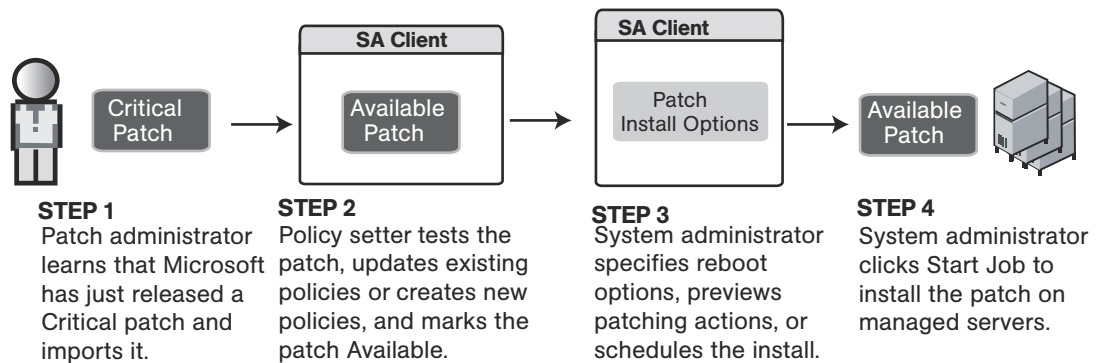 SA Client
SA Client
Critical
Patch
Available
Patch
Patch
Install Options
Available
Patch
STEP 1
Patch administrator
learns that Microsoft
has just released a
Critical patch and
imports it.
STEP 2
Policy setter tests the
patch, updates existing
policies or creates new
policies, and marks the
patch Available.
STEP 3
System administrator
specifies reboot
options, previews
patching actions, or
schedules the install.
STEP 4
System administrator
clicks Start Job to
install the patch on
managed servers.